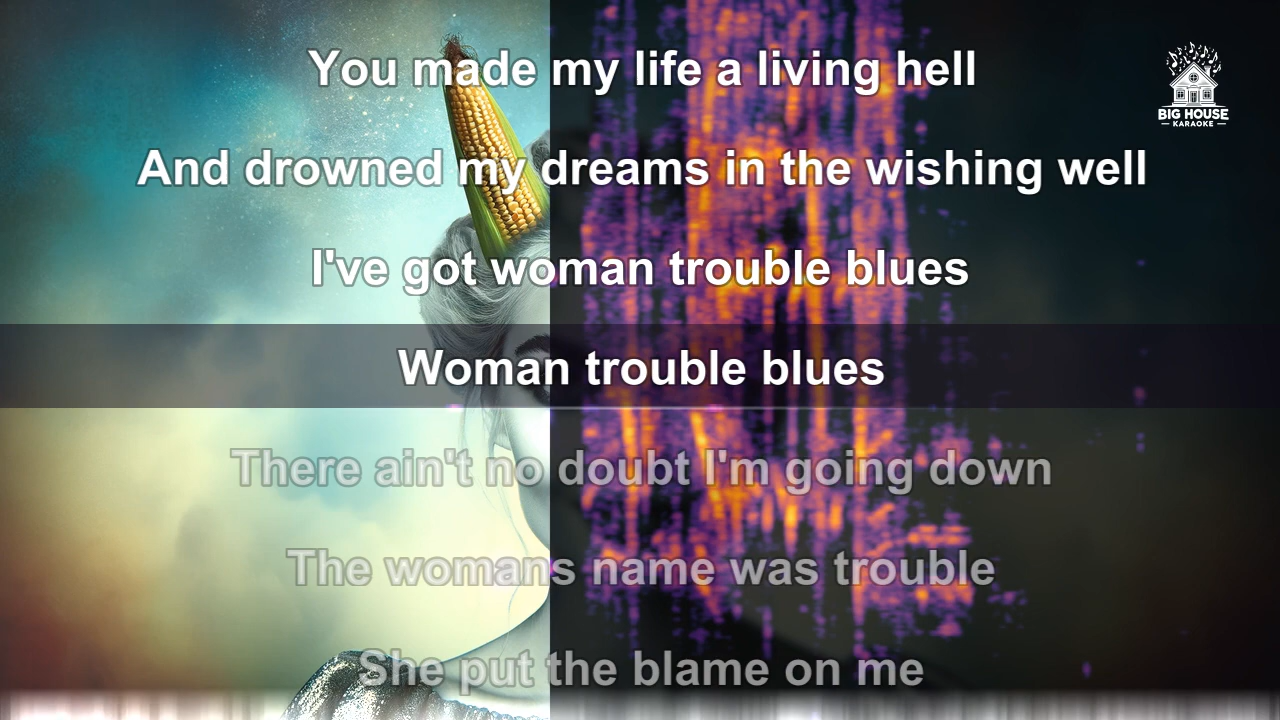 You made my life a living hell
And drowned my dreams in the wishing well
I've got woman trouble blues
Woman trouble blues
There ain't no doubt I'm going down
The womans name was trouble
She put the blame on me
BIG HOUSE
KARAOKE